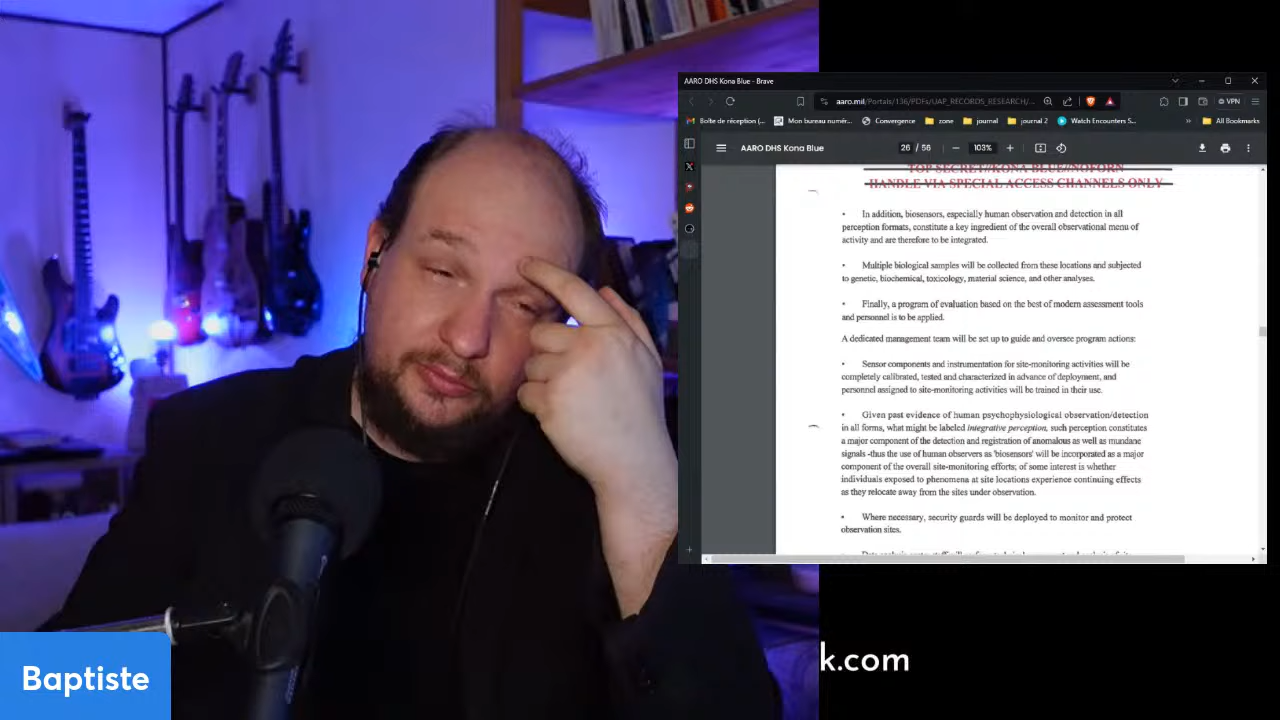 AARO DHS Kona Blue - Brave
aaro.mil/Portals/136/PDFs/UAP_RECORDS_RESEARCH/...
VPN
Boîte de réception (...
Mon bureau numér...
Convergence
zone
journal
journal 2
Watch Encounters S...
»
All Bookmarks
AARO DHS Kona Blue
26 / 56
103%
TOP SECRET//KONA BLUE//NOFORN
HANDLE VIA SPECIAL ACCESS CHANNELS ONLY
• In addition, biosensors, especially human observation and detection in all
perception formats, constitute a key ingredient of the overall observational menu of
activity and are therefore to be integrated.
• Multiple biological samples will be collected from these locations and subjected
to genetic, biochemical, toxicology, material science, and other analyses.
• Finally, a program of evaluation based on the best of modern assessment tools
and personnel is to be applied.
A dedicated management team will be set up to guide and oversee program actions:
• Sensor components and instrumentation for site-monitoring activities will be
completely calibrated, tested and characterized in advance of deployment, and
personnel assigned to site-monitoring activities will be trained in their use.
• Given past evidence of human psychophysiological observation/detection
in all forms, what might be labeled integrative perception, such perception constitutes
a major component of the detection and registration of anomalous as well as mundane
signals -thus the use of human observers as 'biosensors' will be incorporated as a major
component of the overall site-monitoring efforts; of some interest is whether
individuals exposed to phenomena at site locations experience continuing effects
as they relocate away from the sites under observation.
• Where necessary, security guards will be deployed to monitor and protect
observation sites.
k.com
Baptiste